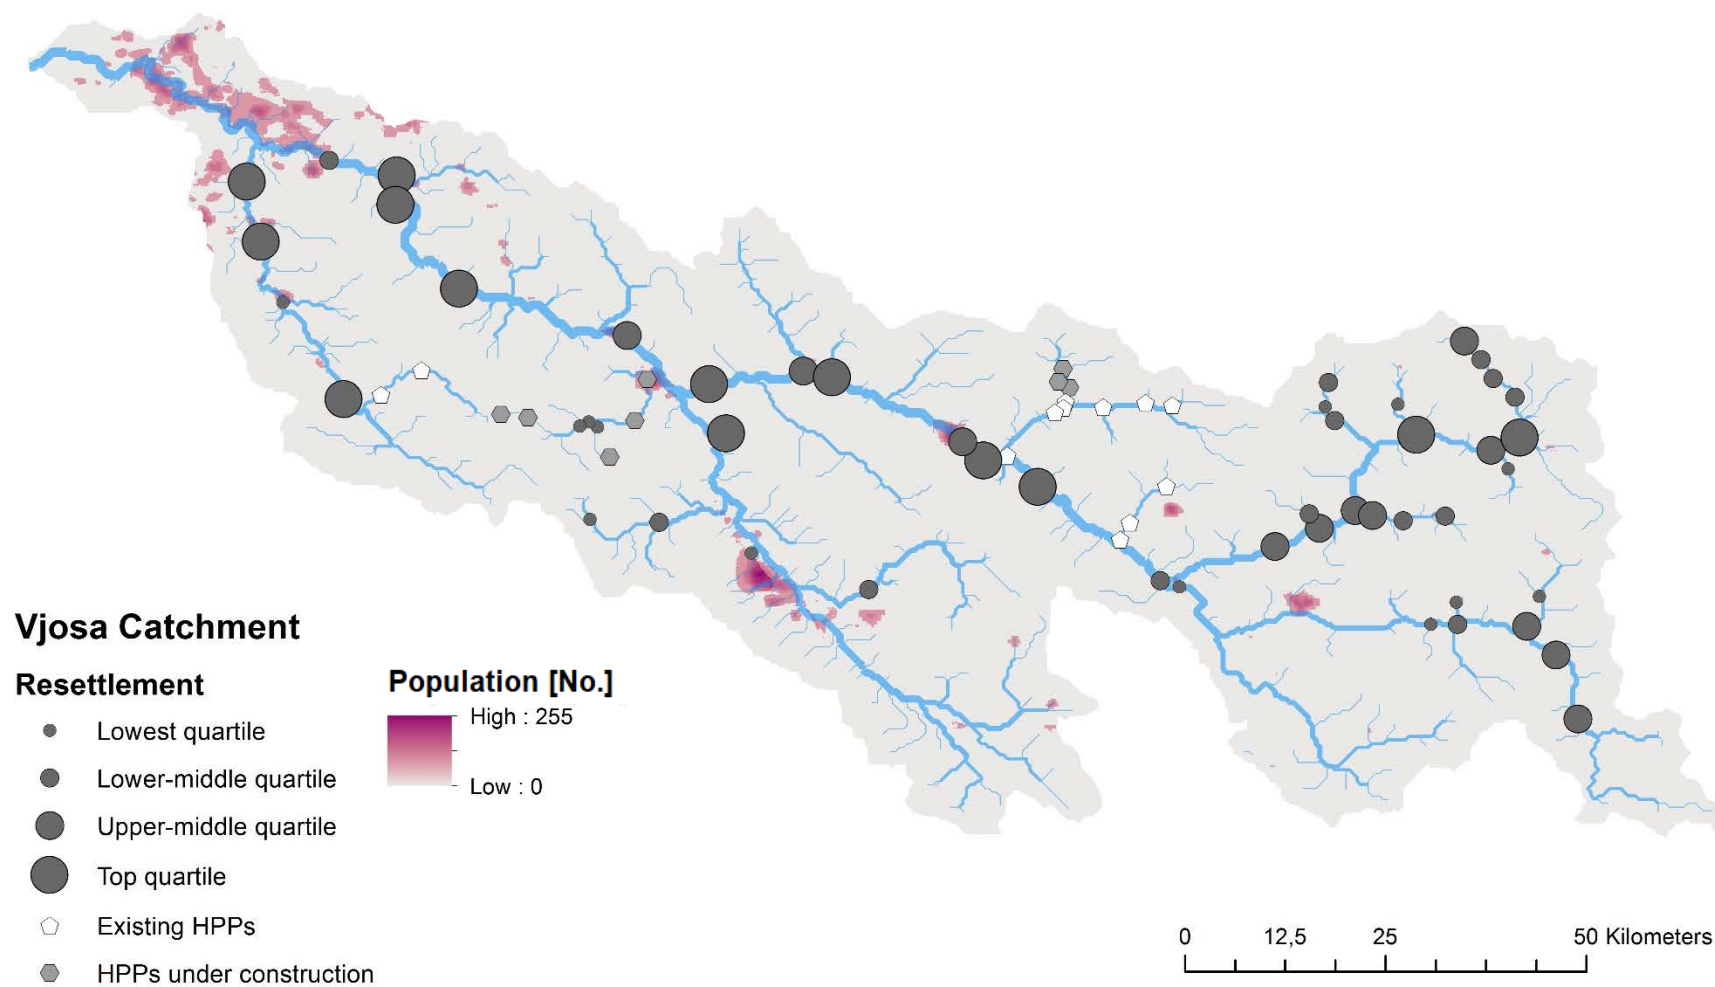 Vjosa Catchment
Resettlement
Lowest quartile
Lower-middle quartile
Upper-middle quartile
Top quartile
Existing HPPs
HPPs under construction
Population [No.]
High : 255
Low : 0
0 12,5 25 50 Kilometers